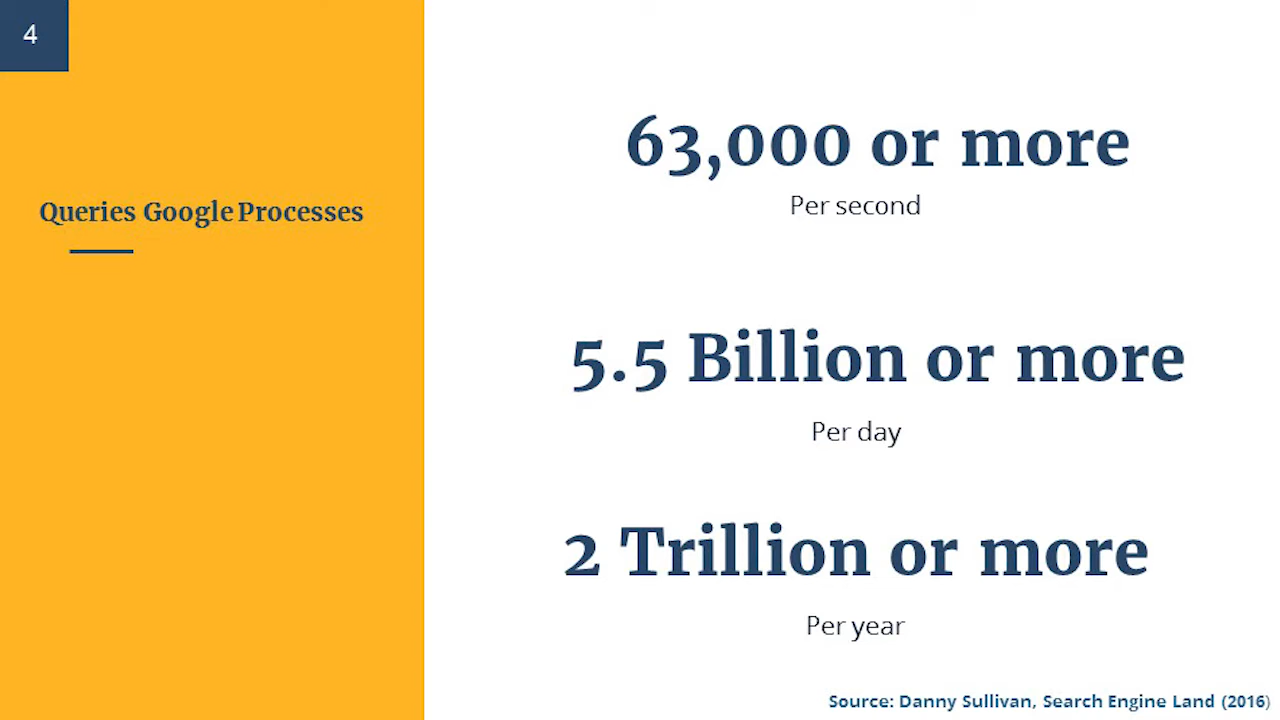 4
Queries Google Processes
63,000 or more
Per second
5.5 Billion or more
Per day
2 Trillion or more
Per year
Source: Danny Sullivan, Search Engine Land (2016)